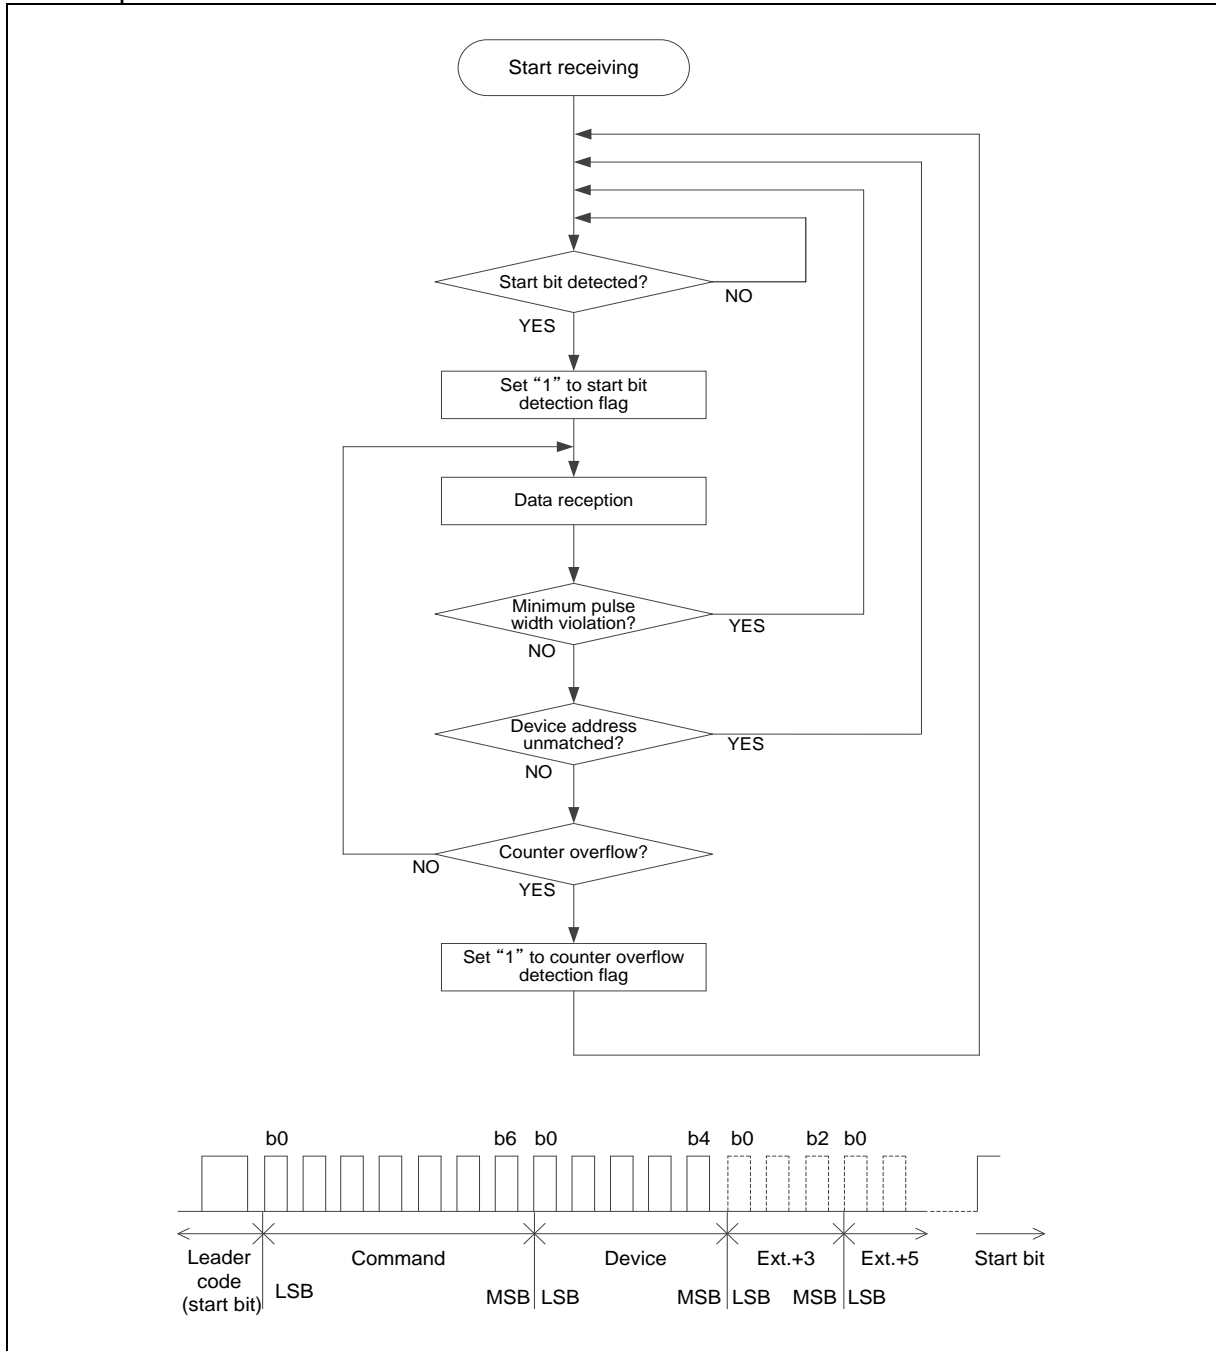 Start receiving
Start bit detected?
NO
YES
Set “1” to start bit
detection flag
Data reception
Minimum pulse
width violation?
YES
NO
Device address
unmatched?
YES
NO
Counter overflow?
NO
YES
Set “1” to counter overflow
detection flag
b0 b6 b0 b4 b0 b2 b0
Leader Command Device Ext.+3 Ext.+5 Start bit
code
(start bit) LSB MSB LSB MSB LSB MSB LSB